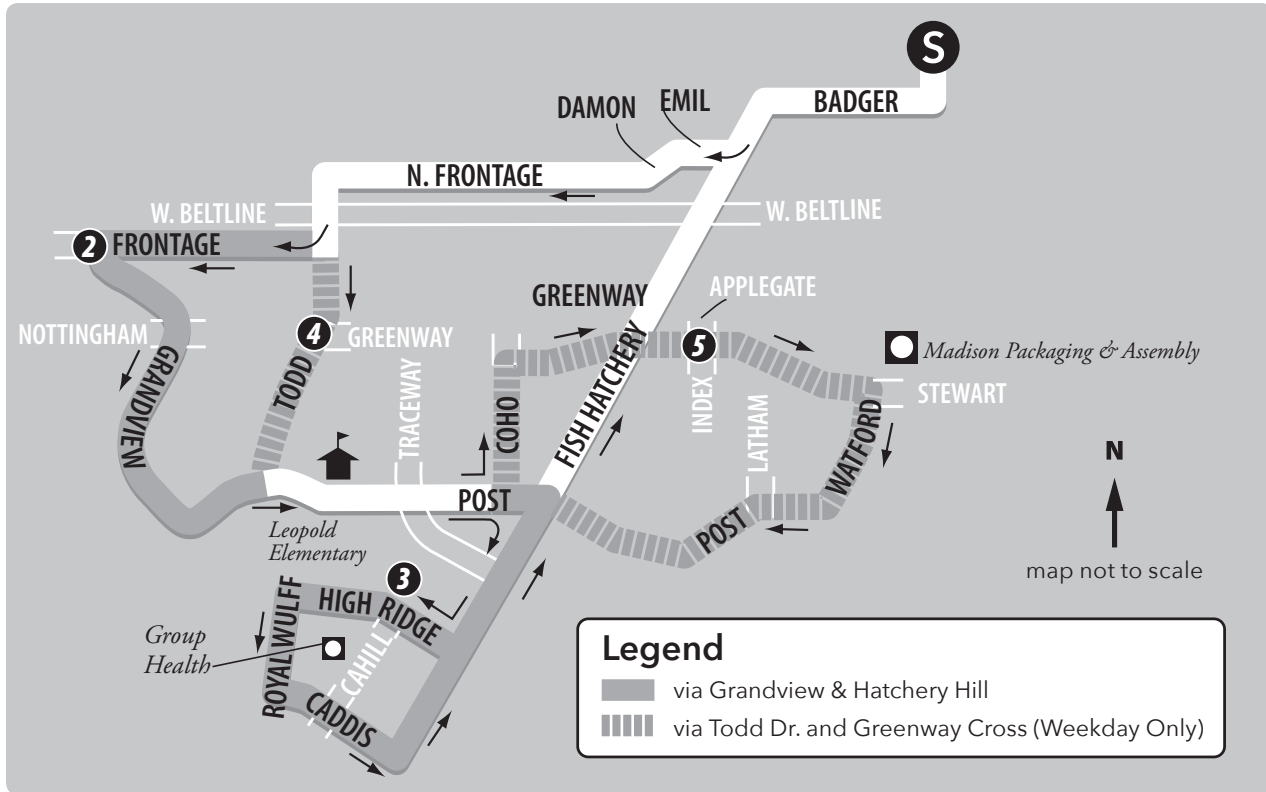 S
BADGER
DAMON
EMIL
N. FRONTAGE
W. BELTLINE
W. BELTLINE
2
FRONTAGE
GREENWAY
APPLEGATE
NOTTINGHAM
4
GREENWAY
5
Madison Packaging & Assembly
GRANDVIEW
TODD
TRACEWAY
COHO
FISH HATCHERY
INDEX
LATHAM
STEWART
WATFORD
N
POST
POST
Leopold
Elementary
map not to scale
3
HIGH RIDGE
ROYAL WULFF
Group
Health
CAHILL
CADDIS
Legend
via Grandview & Hatchery Hill
via Todd Dr. and Greenway Cross (Weekday Only)